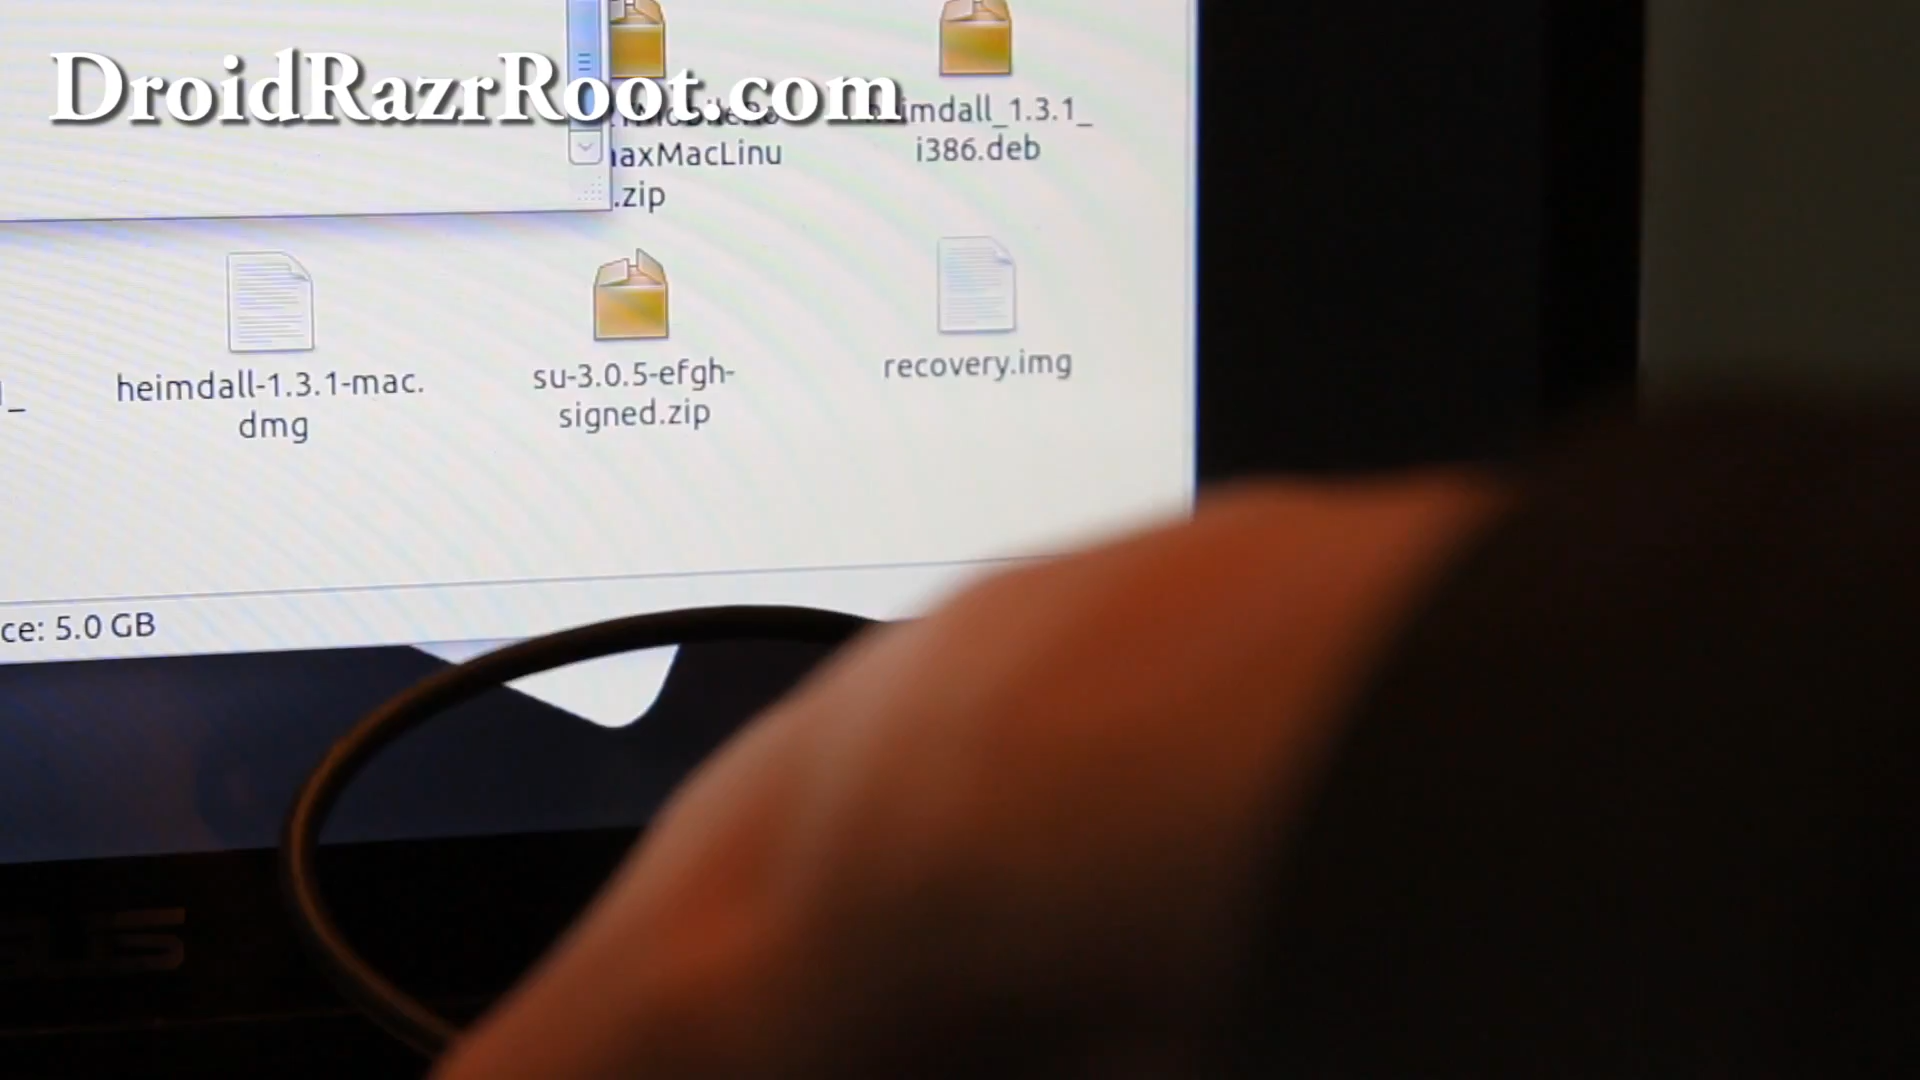 DroidRazrRoot.com
heimdall_1.3.1_
i386.deb
axMacLinu
.zip
heimdall-1.3.1-mac.
dmg
su-3.0.5-efgh-
signed.zip
recovery.img
ce: 5.0 GB